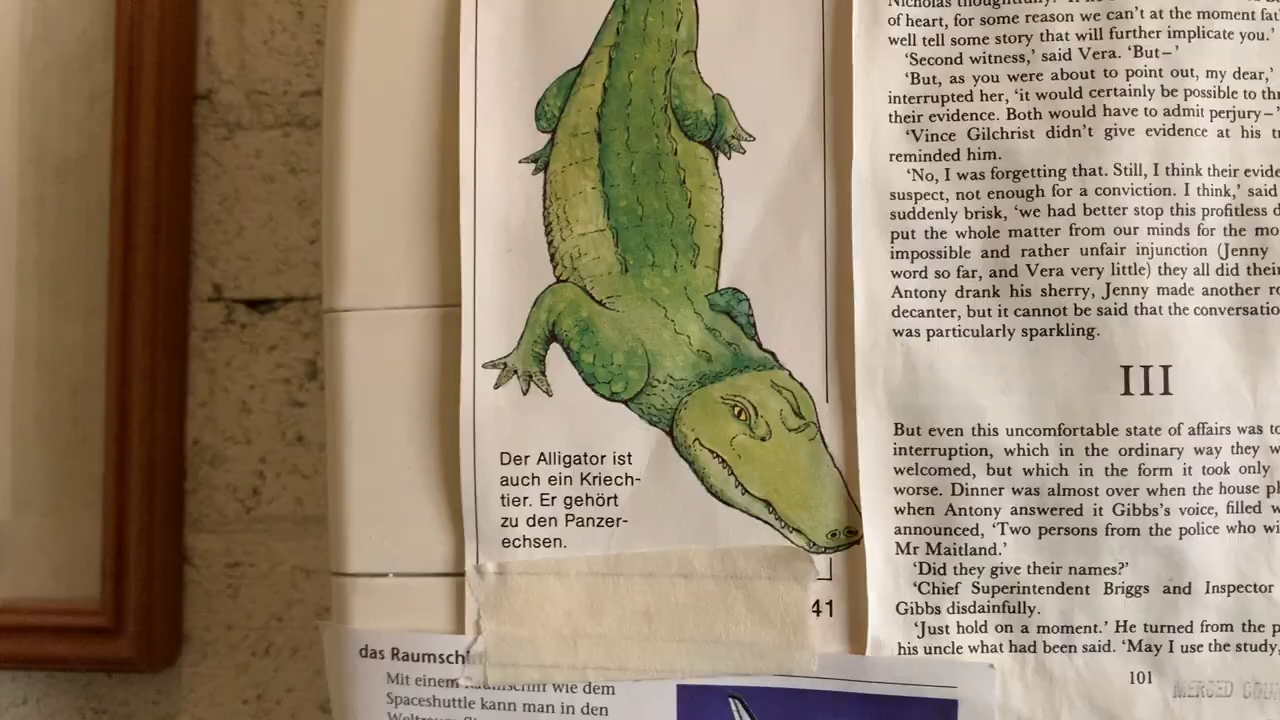 Der Alligator ist
auch ein Kriech-
tier. Er gehört
zu den Panzer-
echsen.
41
das
Mit einem wie dem
Spaceshuttle kann man in den
Nicholas thoughtfully.
of heart, for some reason we can't at the moment
well tell some story that will further implicate you.'
'Second witness,' said Vera. 'But–'
'But, as you were about to point out, my dear,'
interrupted her, 'it would certainly be possible to
their evidence. Both would have to admit perjury–'
'Vince Gilchrist didn't give evidence at his
reminded him.
'No, I was forgetting that. Still, I think their
suspect, not enough for a conviction. I think,' said
suddenly brisk, 'we had better stop this profitless
put the whole matter from our minds for the
impossible and rather unfair injunction (Jenny
word so far, and Vera very little) they all did
Antony drank his sherry, Jenny made another
decanter, but it cannot be said that the
was particularly sparkling.
III
But even this uncomfortable state of affairs was
interruption, which in the ordinary way they
welcomed, but which in the form it took only
worse. Dinner was almost over when the house
when Antony answered it Gibbs's voice, filled
announced, 'Two persons from the police who
Mr Maitland.'
'Did they give their names?'
'Chief Superintendent Briggs and Inspector
Gibbs disdainfully.
'Just hold on a moment.' He turned from the
his uncle what had been said. 'May I use the study,
101
MERCED